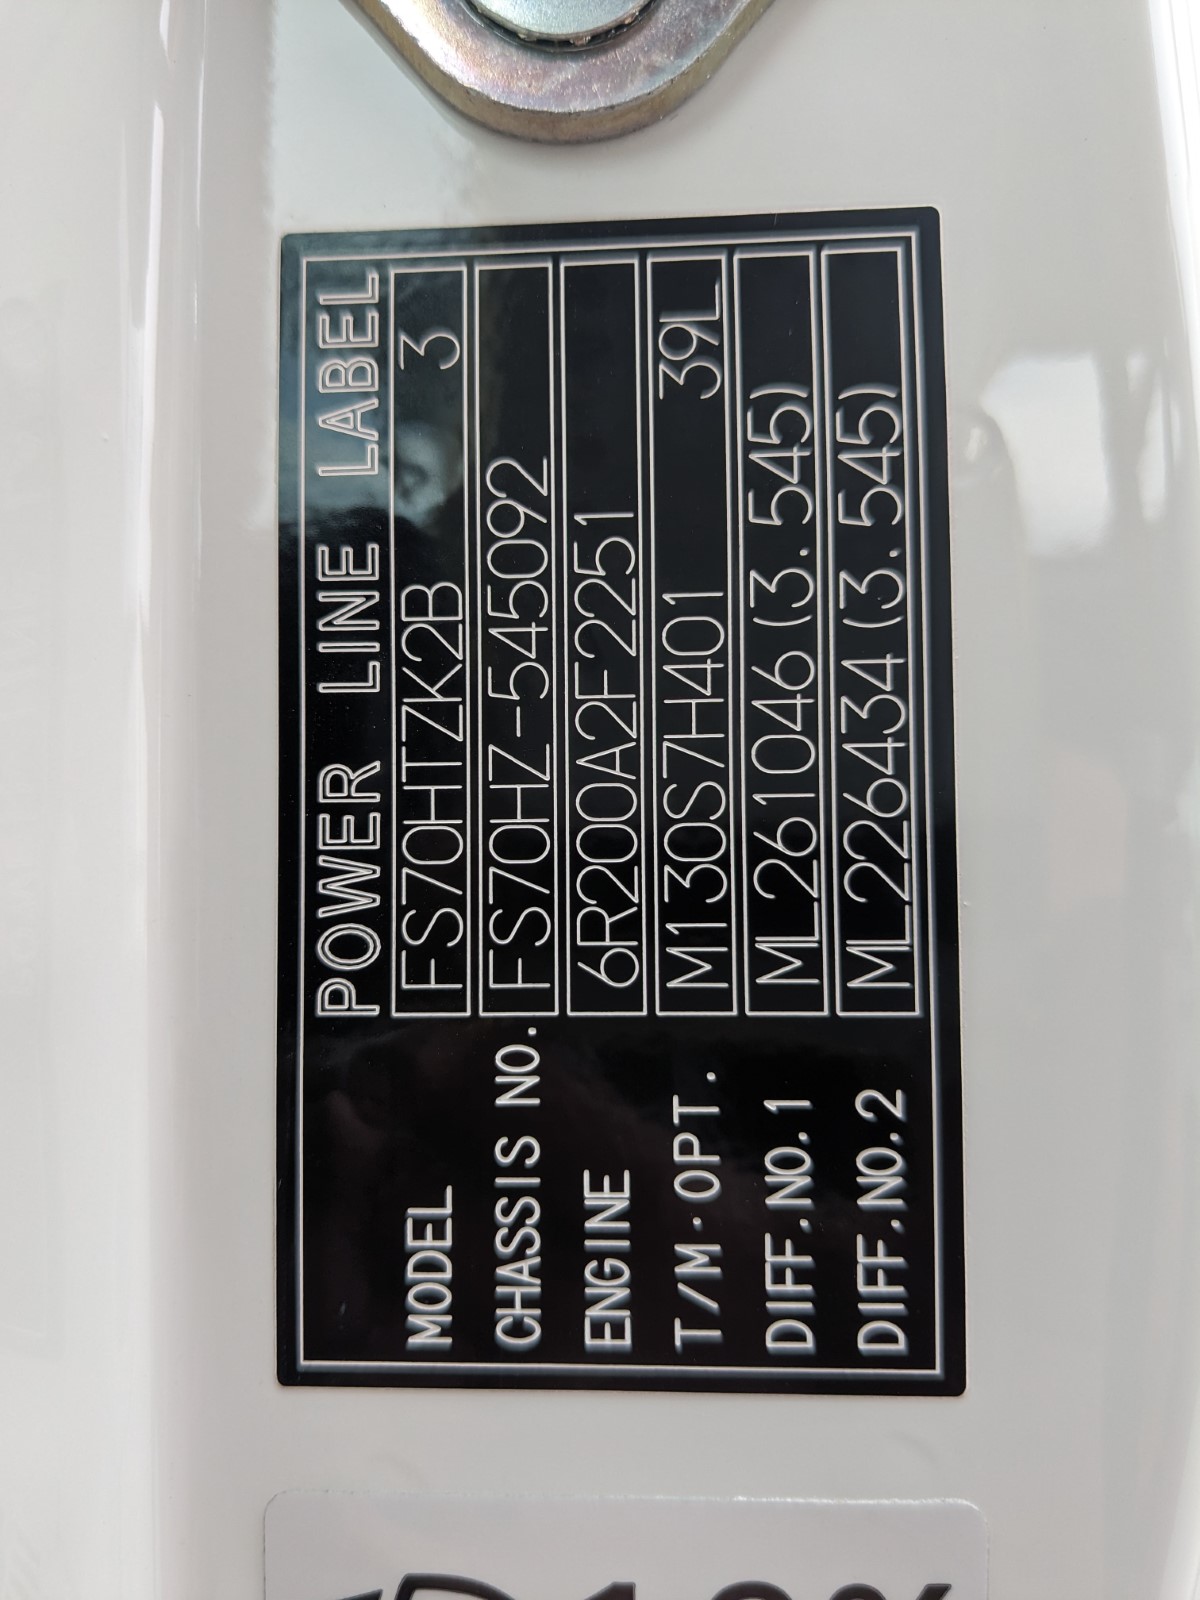 POWER LINE LABEL
MODEL FS70HTZK2B 3
CHASSIS NO. FS70HZ-545092
ENGINE 6R200A2F2251
T/M·OPT. M130S7H401 39L
DIFF.NO.1 ML261046 (3.545)
DIFF.NO.2 ML226434 (3.545)